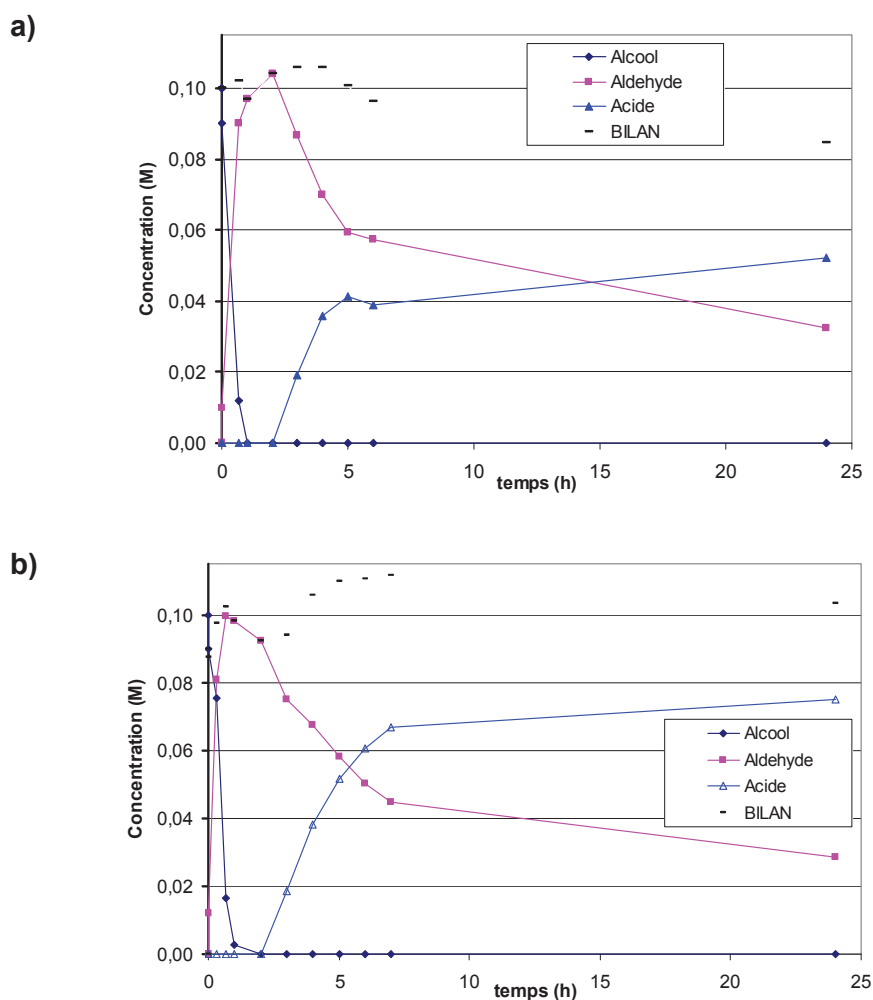 a)
Alcool
Aldehyde
Acide
BILAN
Concentration (M)
0,10
0,08
0,06
0,04
0,02
0,00
0 5 10 15 20 25
temps (h)
b)
Concentration (M)
0,10
0,08
0,06
0,04
0,02
0,00
Alcool
Aldehyde
Acide
BILAN
0 5 10 15 20 25
temps (h)